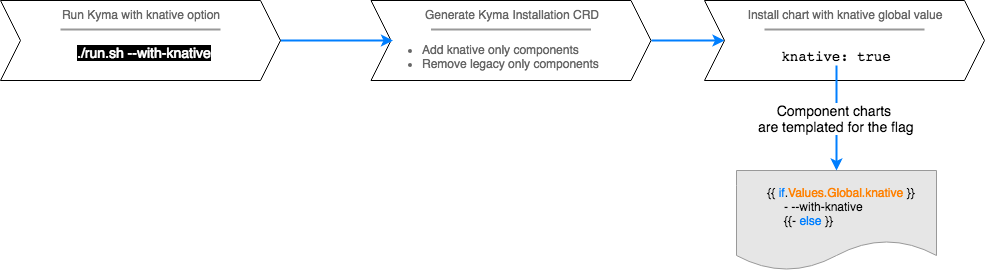 Run Kyma with knative option
./run.sh --with-knative
Generate Kyma Installation CRD
• Add knative only components
• Remove legacy only components
Install chart with knative global value
knative: true
Component charts
are templated for the flag
{{ if.Values.Global.knative }}
- --with-knative
{{- else }}